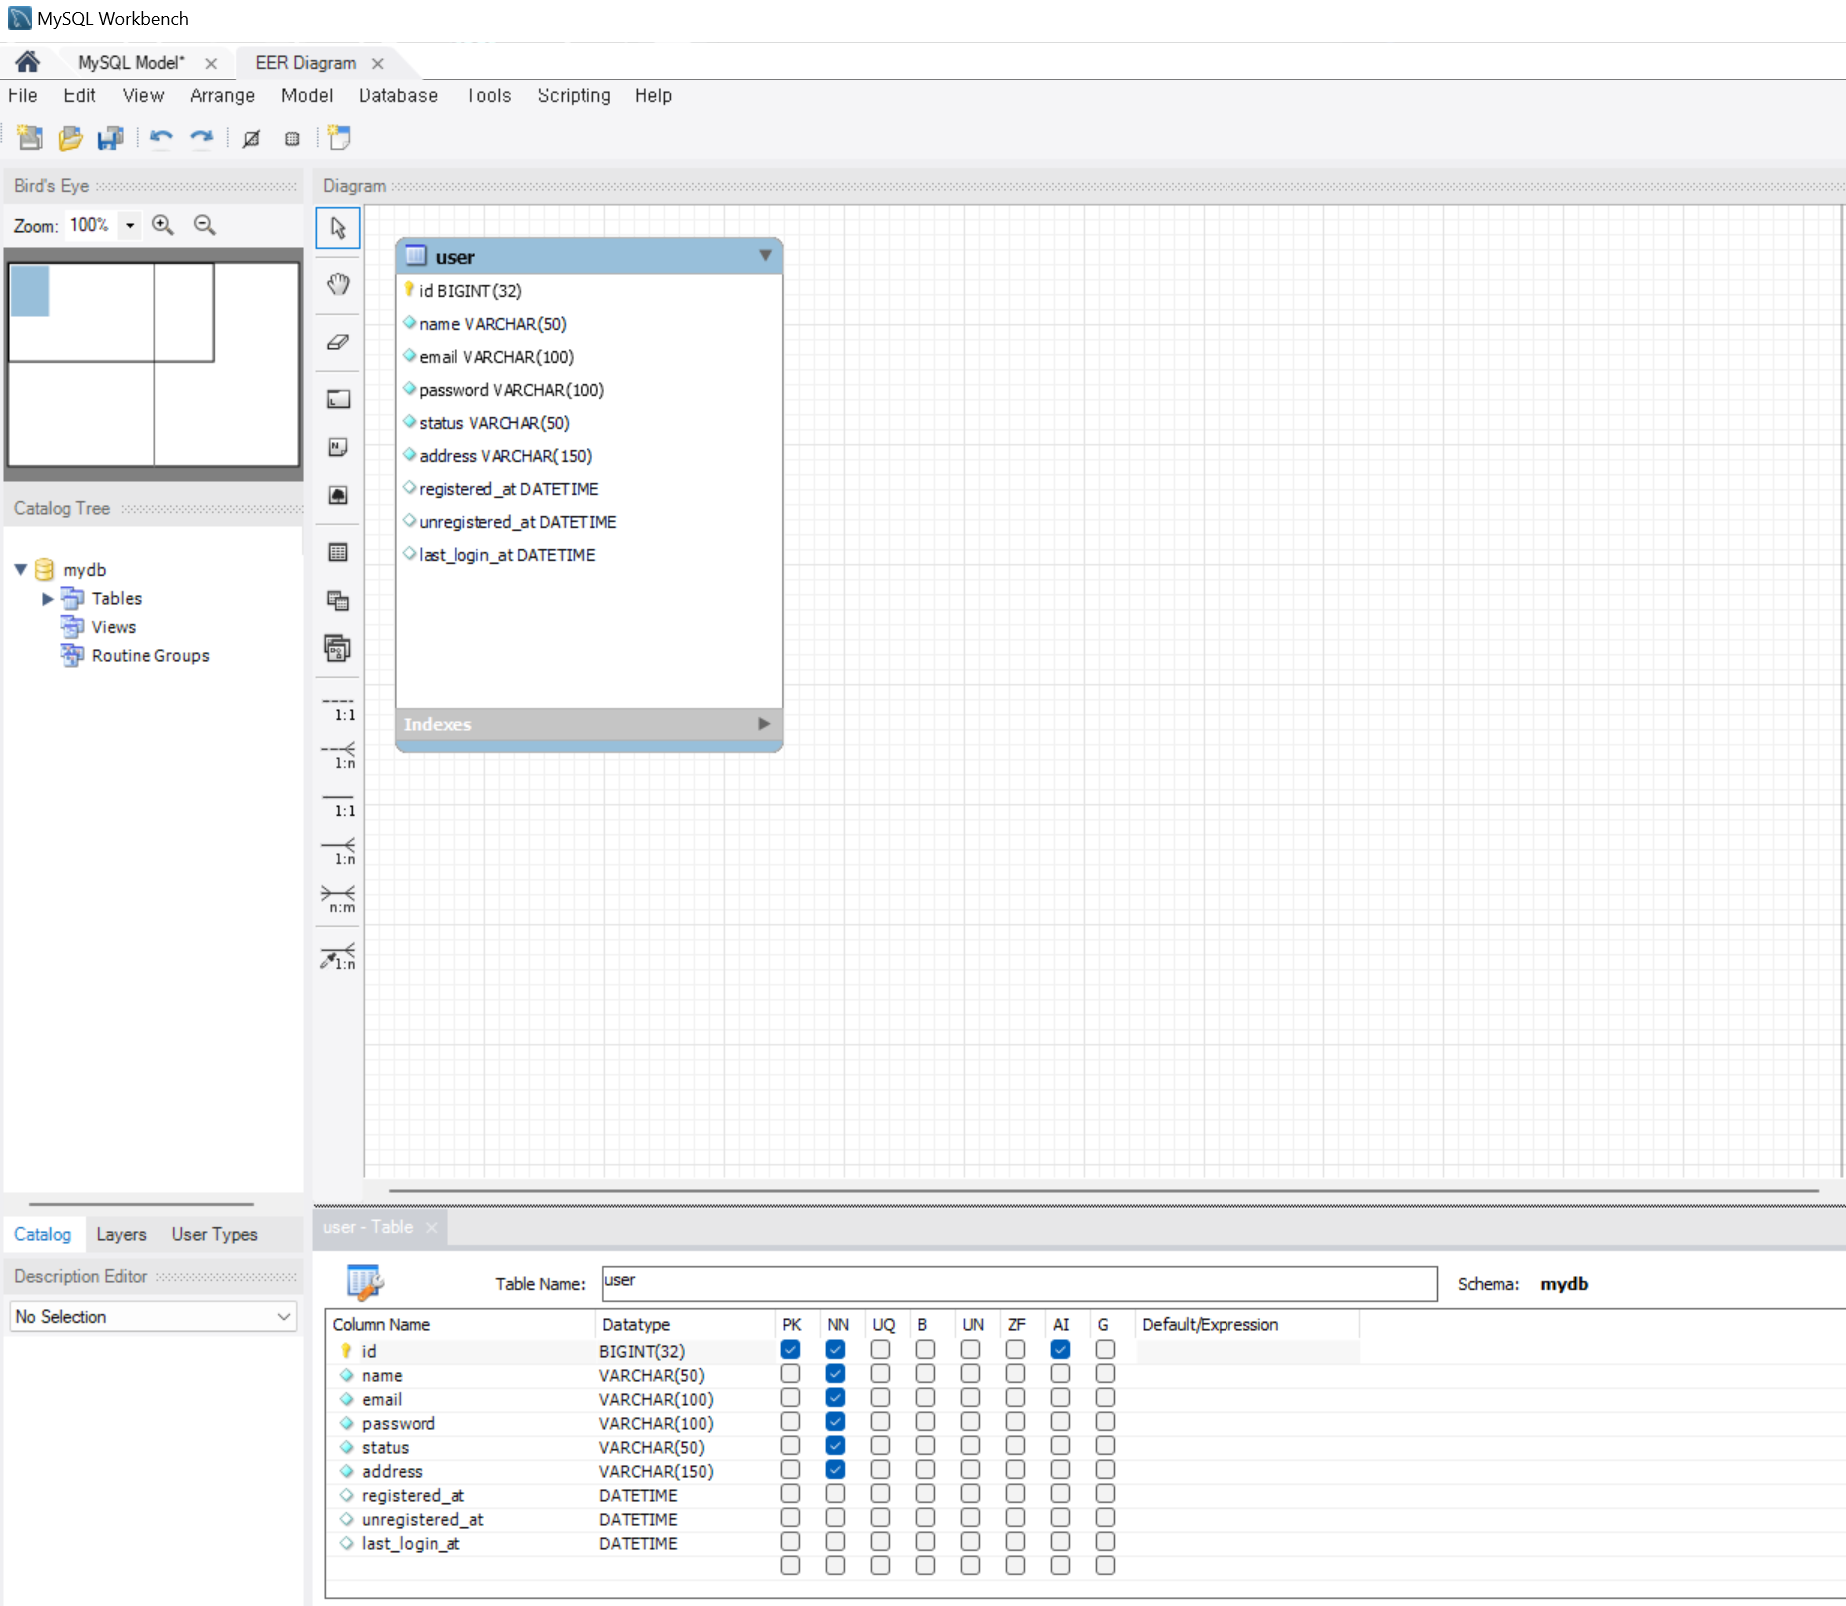 MySQL Workbench
MySQL Model* EER Diagram
File Edit View Arrange Model Database Tools Scripting Help
Bird's Eye
Zoom: 100%
Catalog Tree
mydb
Tables
Views
Routine Groups
Catalog Layers User Types
Description Editor
No Selection
Diagram
1:1
1:n
1:1
1:n
n:m
1:n
user
id BIGINT(32)
name VARCHAR(50)
email VARCHAR(100)
password VARCHAR(100)
status VARCHAR(50)
address VARCHAR(150)
registered_at DATETIME
unregistered_at DATETIME
last_login_at DATETIME
Indexes
user - Table
Table Name: user Schema: mydb
Column Name Datatype PK NN UQ B UN ZF AI G Default/Expression
id BIGINT(32)
name VARCHAR(50)
email VARCHAR(100)
password VARCHAR(100)
status VARCHAR(50)
address VARCHAR(150)
registered_at DATETIME
unregistered_at DATETIME
last_login_at DATETIME